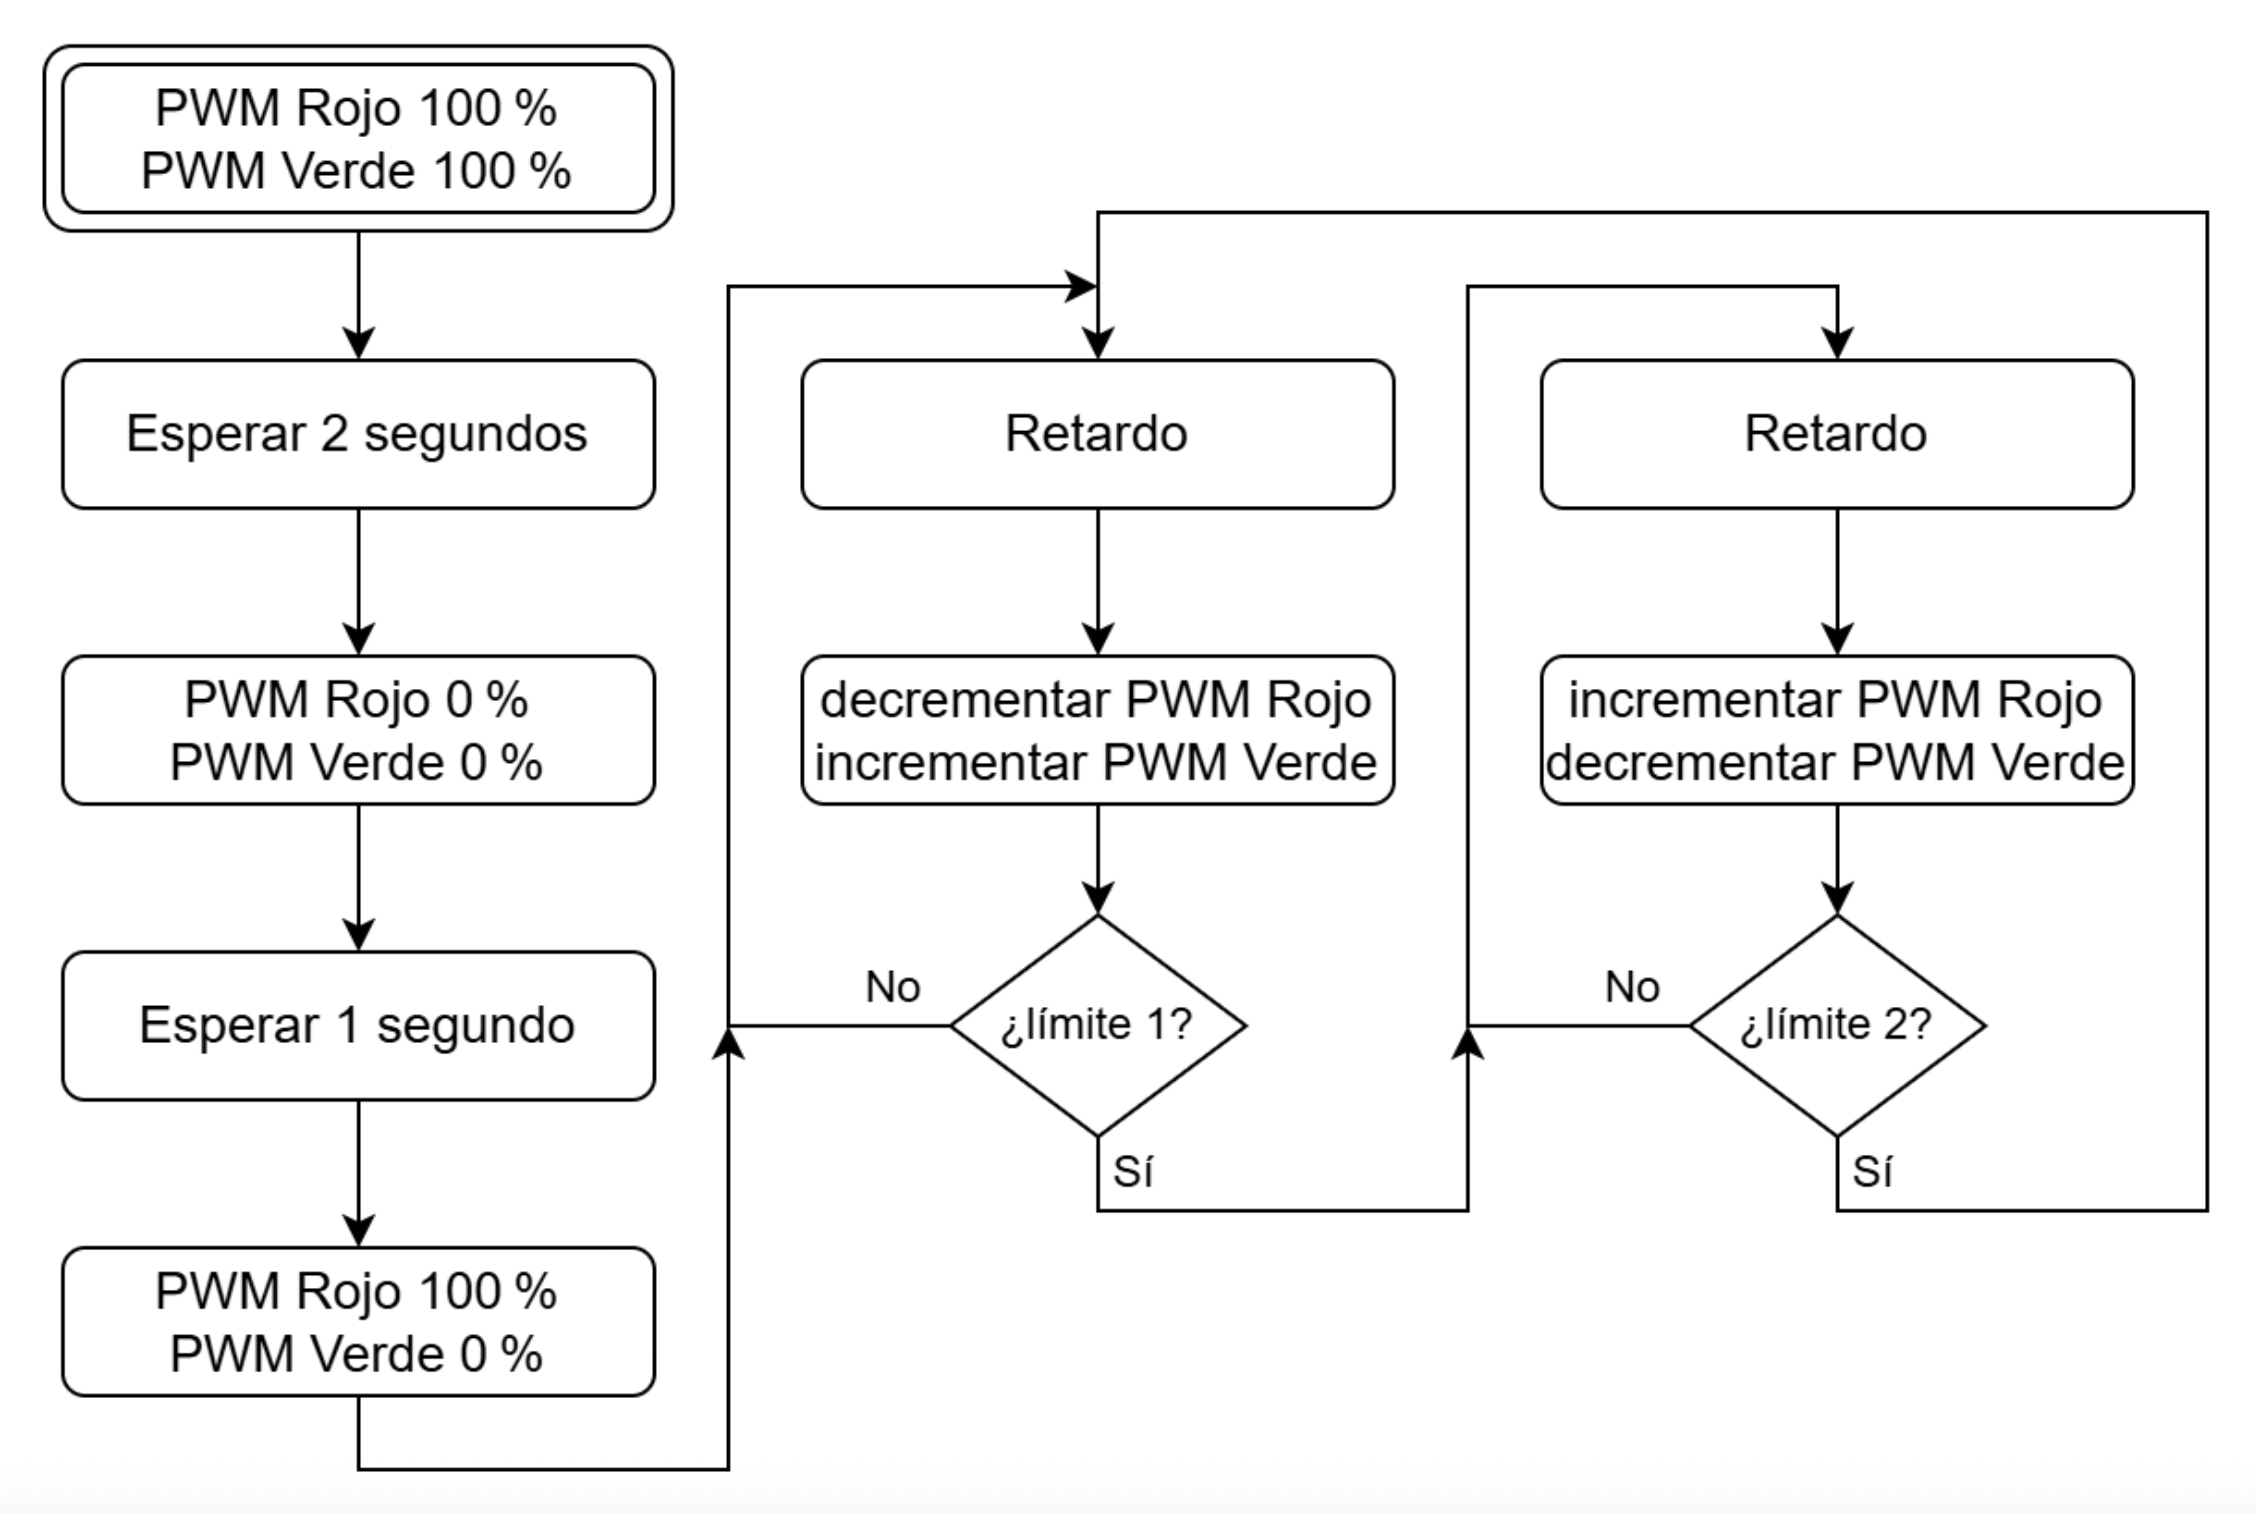 PWM Rojo 100 %
PWM Verde 100 %
Esperar 2 segundos
PWM Rojo 0 %
PWM Verde 0 %
Esperar 1 segundo
PWM Rojo 100 %
PWM Verde 0 %
Retardo
decrementar PWM Rojo
incrementar PWM Verde
¿límite 1?
No
Sí
Retardo
incrementar PWM Rojo
decrementar PWM Verde
¿límite 2?
No
Sí